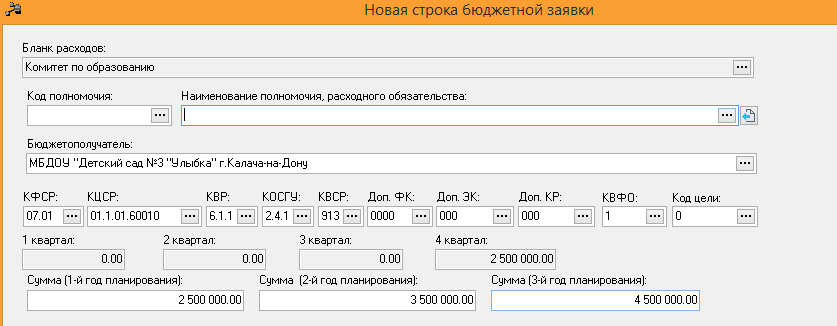 Новая строка бюджетной заявки
Бланк расходов:
Комитет по образованию
Код полномочия: Наименование полномочия, расходного обязательства:
Бюджетополучатель:
МБДОУ "Детский сад №3 "Улыбка" г.Калача-на-Дону
КФСР: КЦСР: КВР: КОСГУ: КВСР: Доп. ФК: Доп. ЭК: Доп. КР: КВФО: Код цели:
07.01 01.1.01.60010 6.1.1 2.4.1 913 0000 000 000 1 0
1 квартал: 2 квартал: 3 квартал: 4 квартал:
0.00 0.00 0.00 2 500 000.00
Сумма (1-й год планирования): Сумма (2-й год планирования): Сумма (3-й год планирования):
2 500 000.00 3 500 000.00 4 500 000.00